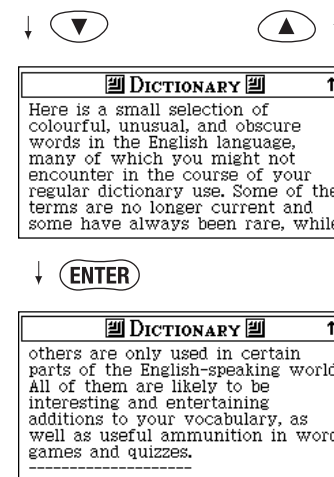 DICTIONARY
Here is a small selection of
colourful, unusual, and obscure
words in the English language,
many of which you might not
encounter in the course of your
regular dictionary use. Some of the
terms are no longer current and
some have always been rare, while
ENTER
DICTIONARY
others are only used in certain
parts of the English-speaking world
All of them are likely to be
interesting and entertaining
additions to your vocabulary, as
well as useful ammunition in word
games and quizzes.
--------------------